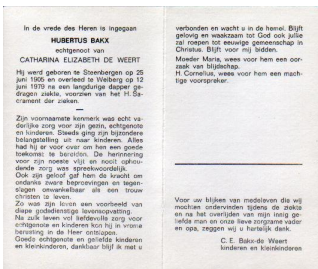 In de vrede des Heren is ingegaan
HUBERTUS BAKX
echtgenoot van
CATHARINA ELIZABETH DE WEERT
Hij werd geboren te Steenbergen op 25
juni 1905 en overleed te Welberg op 12
juni 1979 na een langdurige dapper ge-
dragen ziekte, voorzien van het H. Sa-
crament der zieken.
Zijn voornaamste kenmerk was echt va-
derlijke zorg voor zijn gezin, echtgenote
en kinderen. Steeds ging zijn bijzondere
belangstelling uit naar kinderen. Alles
had hij er voor over om hen een goede
toekomst te bereiden. De herinnering
voor zijn noeste vlijt en nooit ophou-
dende zorg was spreekwoordelijk.
Ook zijn geloof gaf hem de kracht om
ondanks zware beproevingen en tegen-
slagen onwankelbaar als een trouw
christen te leven.
Zo was zijn leven een voorbeeld van
diepe godsdienstige levensopvatting.
Na zulk leven vol liefdevolle zorg voor
echtgenote en kinderen kon hij in vrome
berusting in de Heer ontslapen.
Goede echtgenote en geliefde kinderen
en kleinkinderen, dankbaar blijf ik met u
verbonden en wacht u in de hemel. Blijft
gelovig en waakzaam tot God ook jullie
zal roepen tot eeuwige gemeenschap in
Christus. Blijf voor mij bidden.
Moeder Maria, wees voor hem een oor-
zaak van blijdschap.
H. Cornelius, wees voor hem een mach-
tige voorspreker.
Voor uw blijken van medeleven die wij
mochten ondervinden tijdens de ziekte
en na het overlijden van mijn innig ge-
liefde man en onze lieve zorgzame vader
en opa, zeggen wij u hartelijk dank.
C. E. Bakx-de Weert
kinderen en kleinkinderen